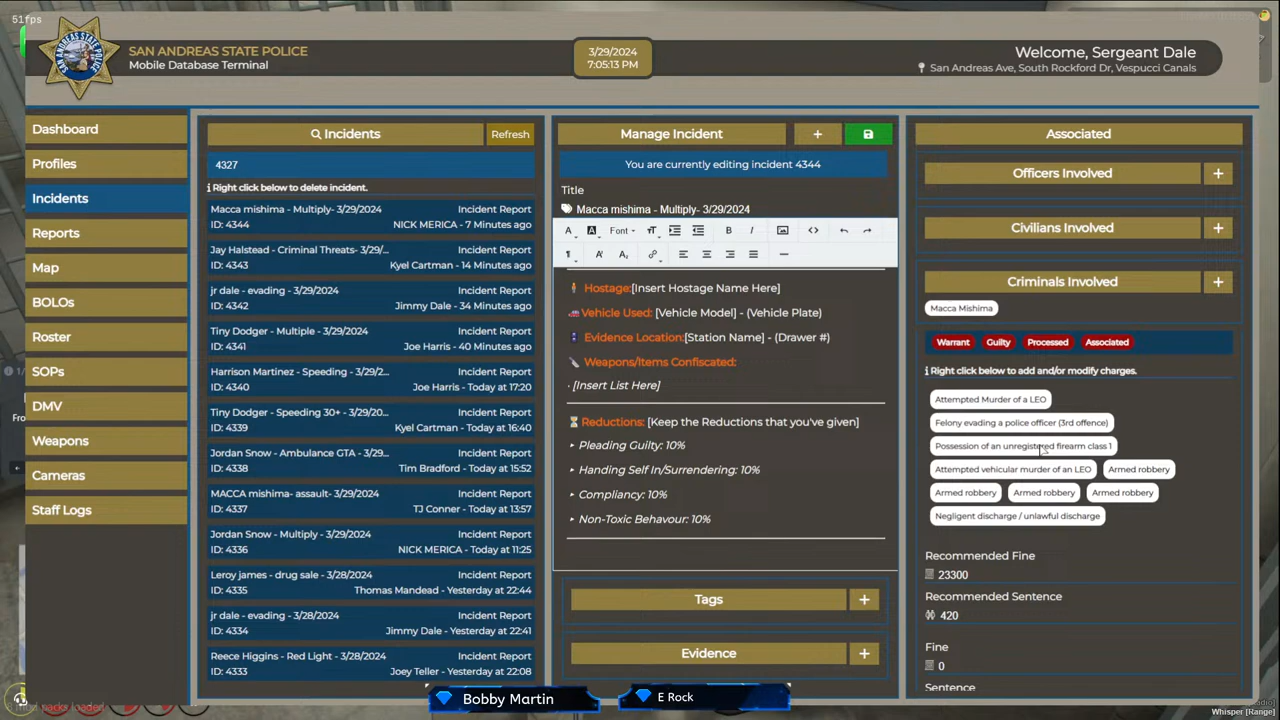 51fps
SAN ANDREAS STATE POLICE
Mobile Database Terminal
3/29/2024
7:05:13 PM
Welcome, Sergeant Dale
San Andreas Ave, South Rockford Dr, Vespucci Canals
Dashboard
Profiles
Incidents
Reports
Map
BOLOs
Roster
SOPs
DMV
Weapons
Cameras
Staff Logs
Incidents
Refresh
4327
Right click below to delete incident.
Macca mishima - Multiply - 3/29/2024 Incident Report
ID: 4344 NICK MERICA - 7 Minutes ago
Jay Halstead - Criminal Threats- 3/29/... Incident Report
ID: 4343 Kyel Cartman - 14 Minutes ago
jr dale - evading - 3/29/2024 Incident Report
ID: 4342 Jimmy Dale - 34 Minutes ago
Tiny Dodger - Multiple - 3/29/2024 Incident Report
ID: 4341 Joe Harris - 40 Minutes ago
Harrison Martinez - Speeding - 3/29/2... Incident Report
ID: 4340 Joe Harris - Today at 17:20
Tiny Dodger - Speeding 30+ - 3/29/20... Incident Report
ID: 4339 Kyel Cartman - Today at 16:40
Jordan Snow - Ambulance GTA - 3/29... Incident Report
ID: 4338 Tim Bradford - Today at 15:52
MACCA mishima- assault- 3/29/2024 Incident Report
ID: 4337 TJ Conner - Today at 13:57
Jordan Snow - Multiply - 3/29/2024 Incident Report
ID: 4336 NICK MERICA - Today at 11:25
Leroy james - drug sale - 3/28/2024 Incident Report
ID: 4335 Thomas Mandead - Yesterday at 22:44
jr dale - evading - 3/28/2024 Incident Report
ID: 4334 Jimmy Dale - Yesterday at 22:41
Reece Higgins - Red Light - 3/28/2024 Incident Report
ID: 4333 Joey Teller - Yesterday at 22:08
Manage Incident +
You are currently editing incident 4344
Title
Macca mishima - Multiply- 3/29/2024
Font
Hostage:[Insert Hostage Name Here]
Vehicle Used: [Vehicle Model] - (Vehicle Plate)
Evidence Location:[Station Name] - (Drawer #)
Weapons/Items Confiscated:
· [Insert List Here]
Reductions: [Keep the Reductions that you've given]
‣ Pleading Guilty: 10%
‣ Handing Self In/Surrendering: 10%
‣ Compliancy: 10%
‣ Non-Toxic Behaviour: 10%
Tags +
Evidence +
Associated
Officers Involved +
Civilians Involved +
Criminals Involved +
Macca Mishima
Warrant Guilty Processed Associated
Right click below to add and/or modify charges.
Attempted Murder of a LEO
Felony evading a police officer (3rd offence)
Possession of an unregistered firearm class 1
Attempted vehicular murder of an LEO Armed robbery
Armed robbery Armed robbery Armed robbery
Negligent discharge / unlawful discharge
Recommended Fine
23300
Recommended Sentence
420
Fine
0
Sentence
Bobby Martin
E Rock
mod packs loaded
Whisper [Range]